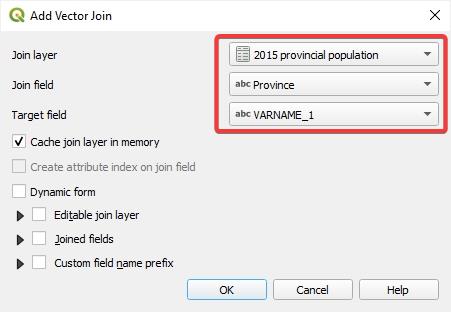 Add Vector Join
Join layer 2015 provincial population
Join field abc Province
Target field abc VARNAME_1
Cache join layer in memory
Create attribute index on join field
Dynamic form
Editable join layer
Joined fields
Custom field name prefix
OK Cancel Help